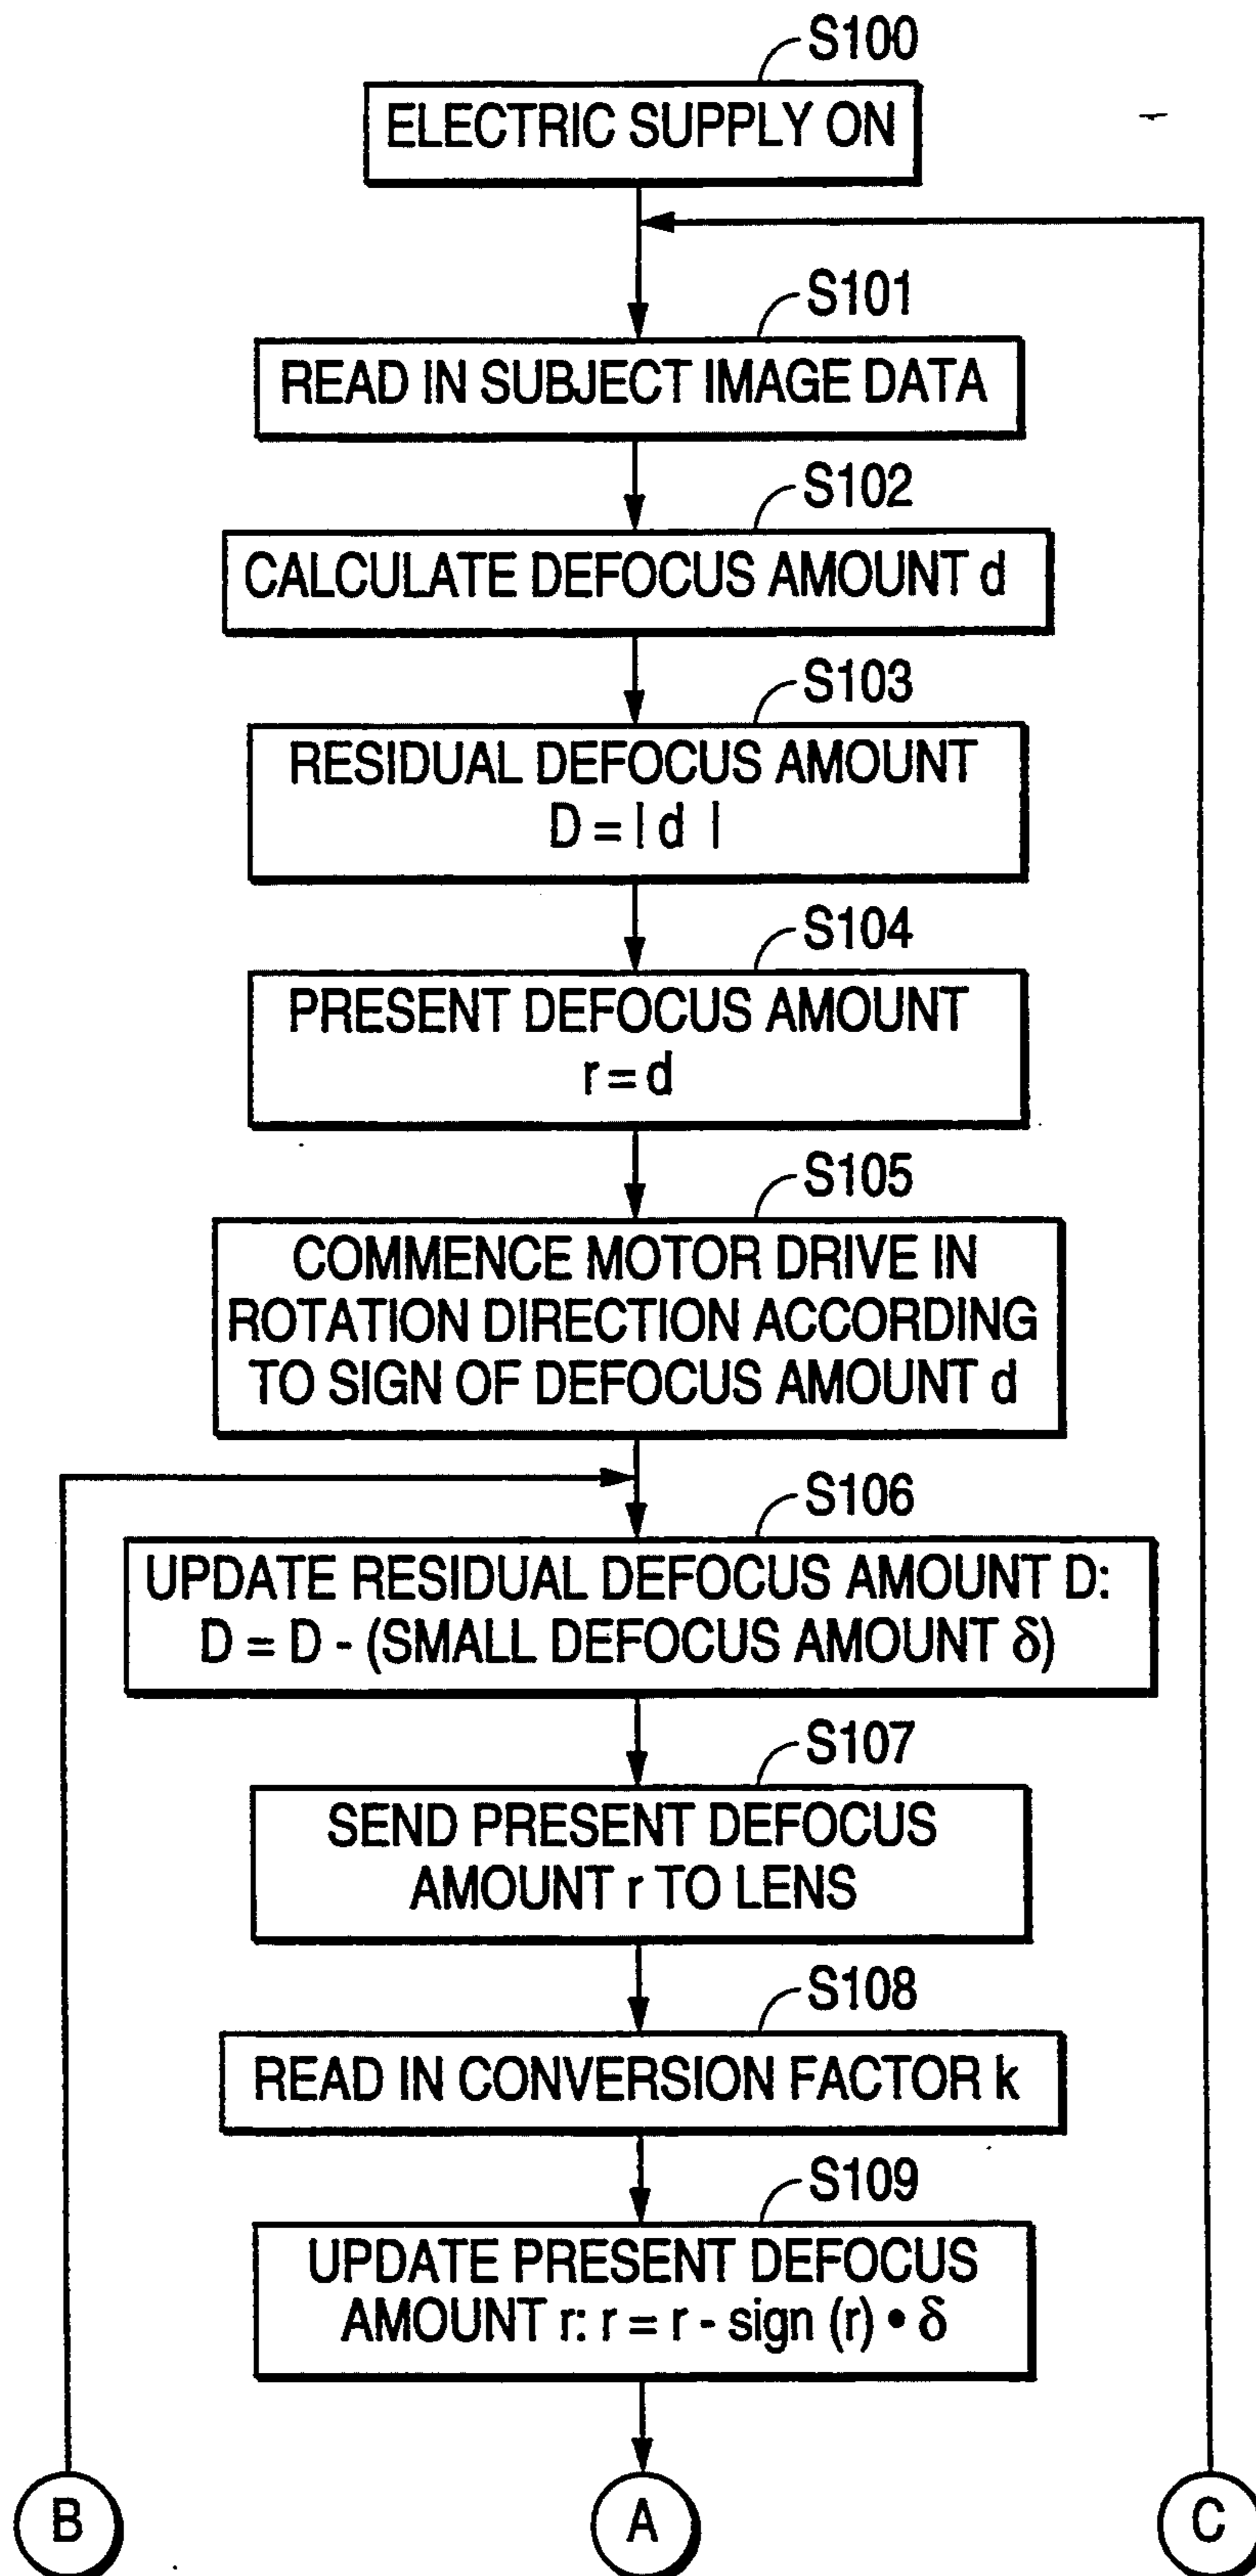 S100
ELECTRIC SUPPLY ON
S101
READ IN SUBJECT IMAGE DATA
S102
CALCULATE DEFOCUS AMOUNT d
S103
RESIDUAL DEFOCUS AMOUNT
D = | d |
S104
PRESENT DEFOCUS AMOUNT
r = d
S105
COMMENCE MOTOR DRIVE IN
ROTATION DIRECTION ACCORDING
TO SIGN OF DEFOCUS AMOUNT d
S106
UPDATE RESIDUAL DEFOCUS AMOUNT D:
D = D - (SMALL DEFOCUS AMOUNT δ)
S107
SEND PRESENT DEFOCUS
AMOUNT r TO LENS
S108
READ IN CONVERSION FACTOR k
S109
UPDATE PRESENT DEFOCUS
AMOUNT r: r = r - sign (r) • δ
B
A
C